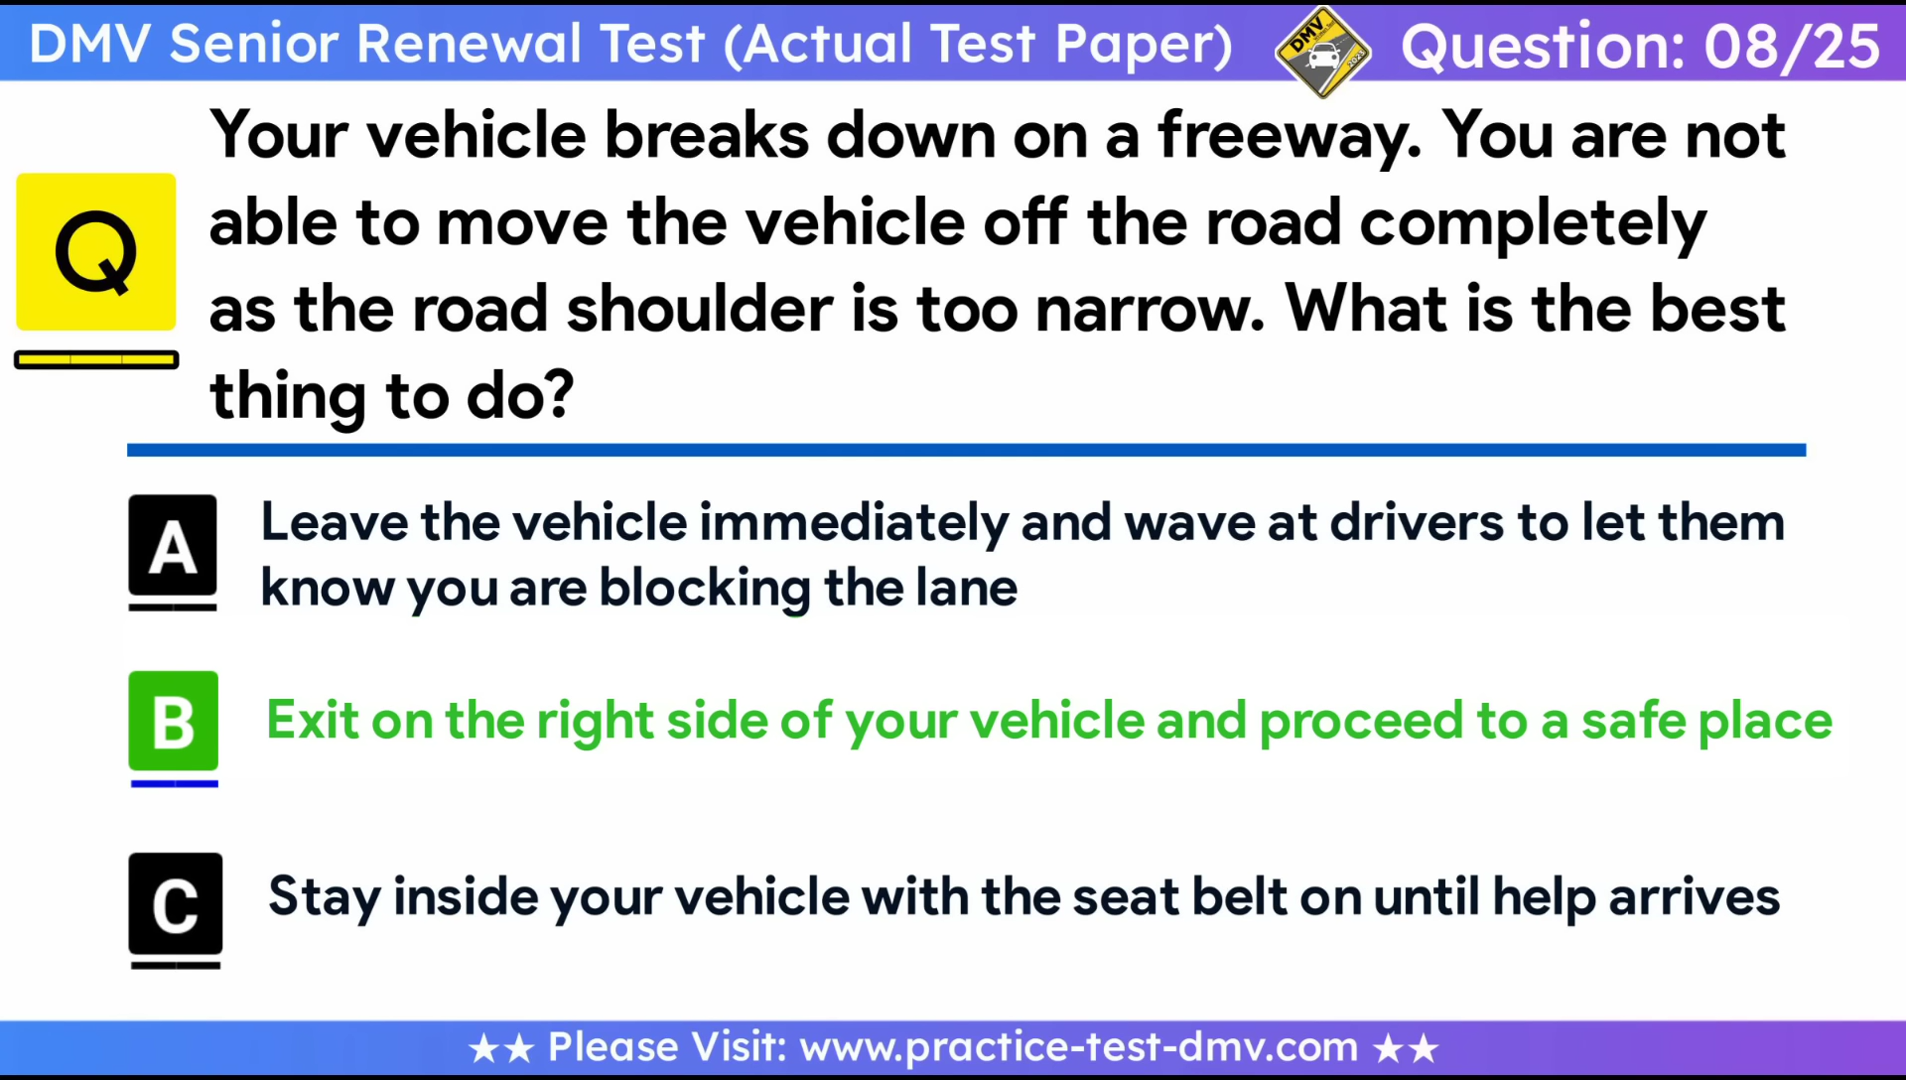 DMV Senior Renewal Test (Actual Test Paper)
DMV
2023
Question: 08/25
Q
Your vehicle breaks down on a freeway. You are not
able to move the vehicle off the road completely
as the road shoulder is too narrow. What is the best
thing to do?
A
Leave the vehicle immediately and wave at drivers to let them
know you are blocking the lane
B
Exit on the right side of your vehicle and proceed to a safe place
C
Stay inside your vehicle with the seat belt on until help arrives
★★ Please Visit: www.practice-test-dmv.com ★★